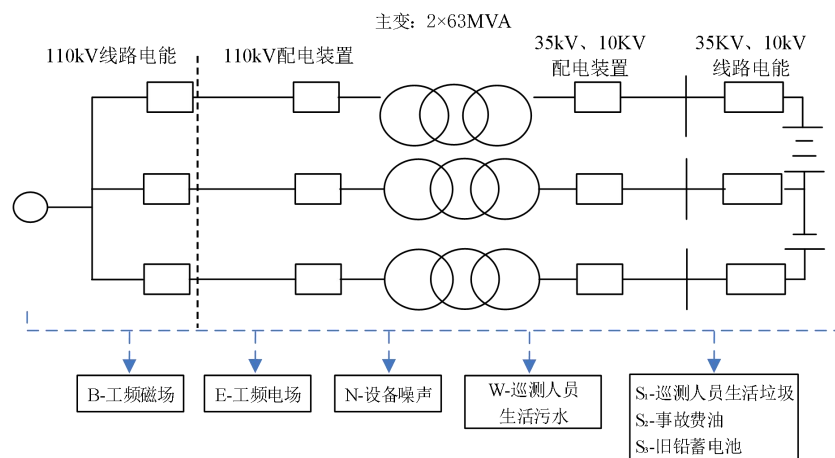 主变：2×63MVA
110kV线路电能
110kV配电装置
35kV、10KV
配电装置
35KV、10kV
线路电能
B-工频磁场
E-工频电场
N-设备噪声
W-巡测人员
生活污水
S₁-巡测人员生活垃圾
S₂-事故费油
S₃-旧铅蓄电池